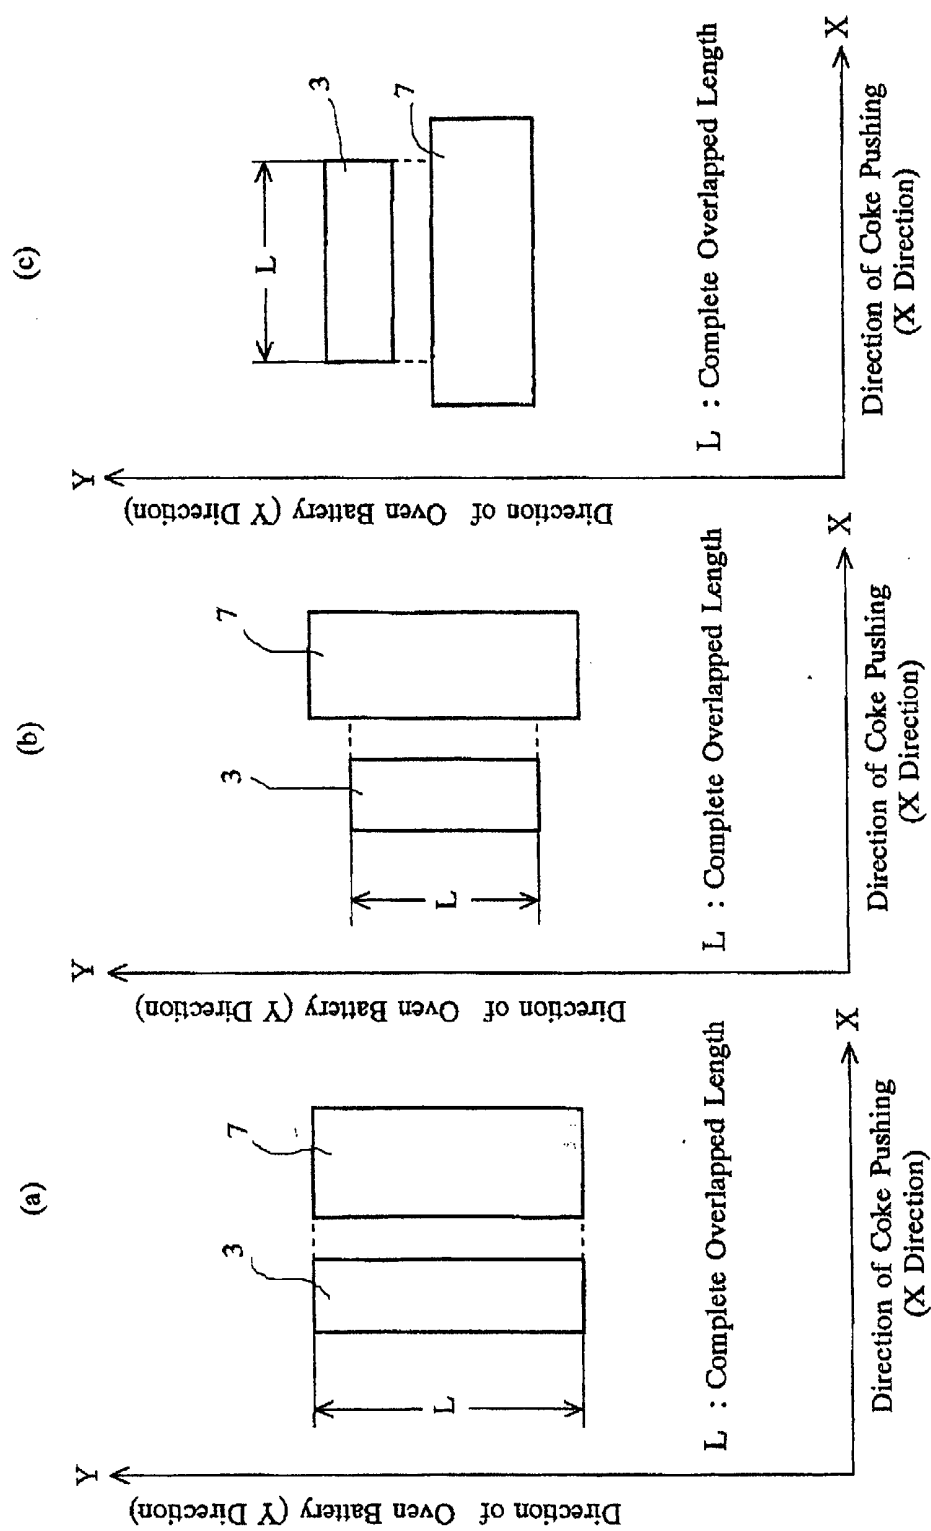 (a)
Y
Direction of Oven Battery (Y Direction)
L
3
7
L : Complete Overlapped Length
X
Direction of Coke Pushing
(X Direction)
(b)
Y
Direction of Oven Battery (Y Direction)
L
3
7
L : Complete Overlapped Length
X
Direction of Coke Pushing
(X Direction)
(c)
Y
Direction of Oven Battery (Y Direction)
L
3
7
L : Complete Overlapped Length
X
Direction of Coke Pushing
(X Direction)